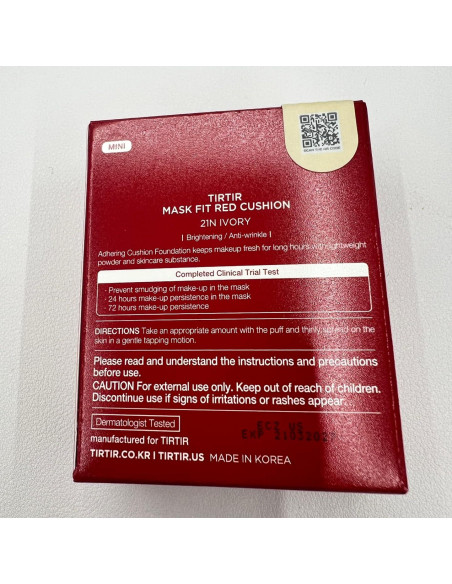 MINI
TIRTIR
MASK FIT RED CUSHION
21N IVORY
| Brightening / Anti-wrinkle |
Adhering Cushion Foundation keeps makeup fresh for long hours with lightweight
powder and skincare substance.
Completed Clinical Trial Test
- Prevent smudging of make-up in the mask
- 24 hours make-up persistence in the mask
- 72 hour make-up persistence
DIRECTIONS Take an appropriate amount with the puff and thinly spread on the
skin in a gentle tapping motion.
Please read and understand the instructions and precautions
before use.
CAUTION For external use only. Keep out of reach of children.
Discontinue use if signs of irritations or rashes appear.
Dermatologist Tested
manufactured for TIRTIR
TIRTIR.CO.KR | TIRTIR.US MADE IN KOREA
EXP